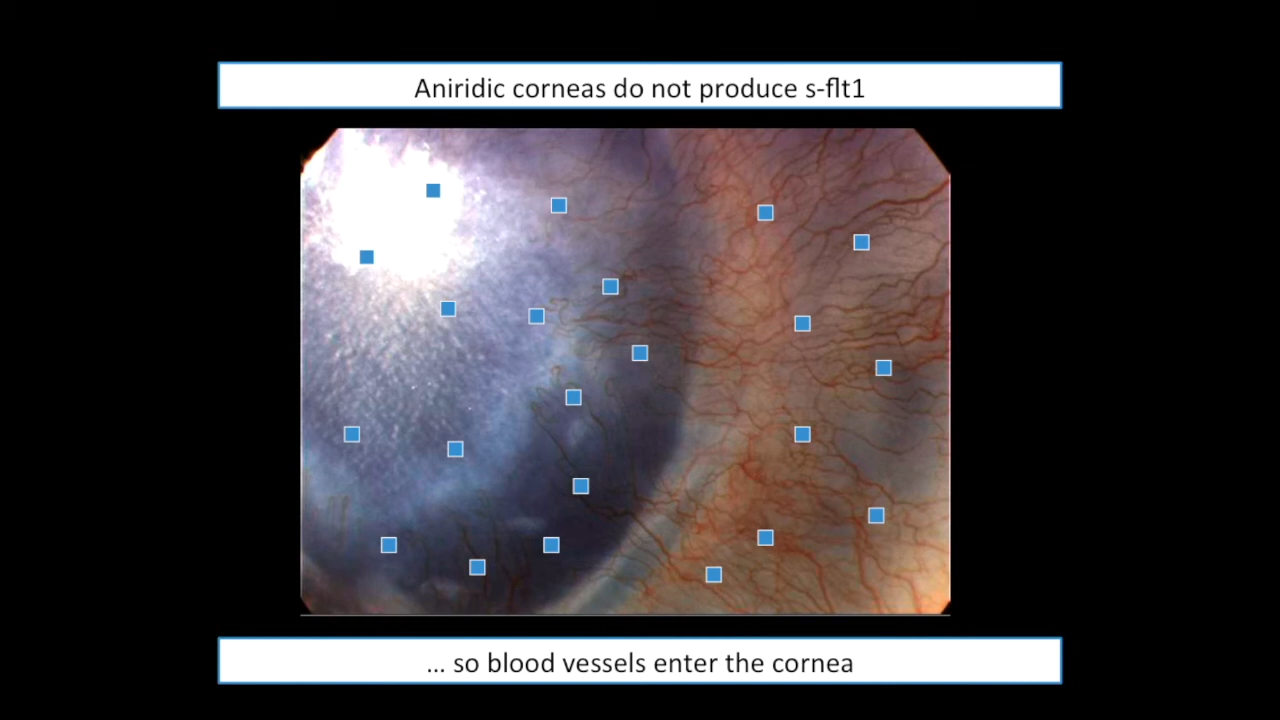 Aniridic corneas do not produce s-flt1
... so blood vessels enter the cornea